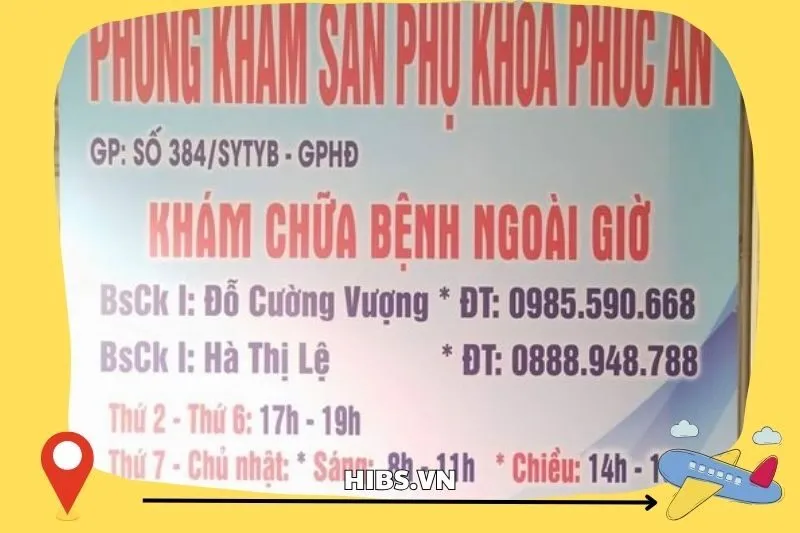 PHÒNG KHÁM SẢN PHỤ KHOA PHÚC AN
GP: SỐ 384/SYTYB - GPHĐ
KHÁM CHỮA BỆNH NGOÀI GIỜ
BsCk I: Đỗ Cường Vượng * ĐT: 0985.590.668
BsCk I: Hà Thị Lệ * ĐT: 0888.948.788
Thứ 2 - Thứ 6: 17h - 19h
Thứ 7 - Chủ nhật: * Sáng: 8h - 11h * Chiều: 14h -
HIBS.VN